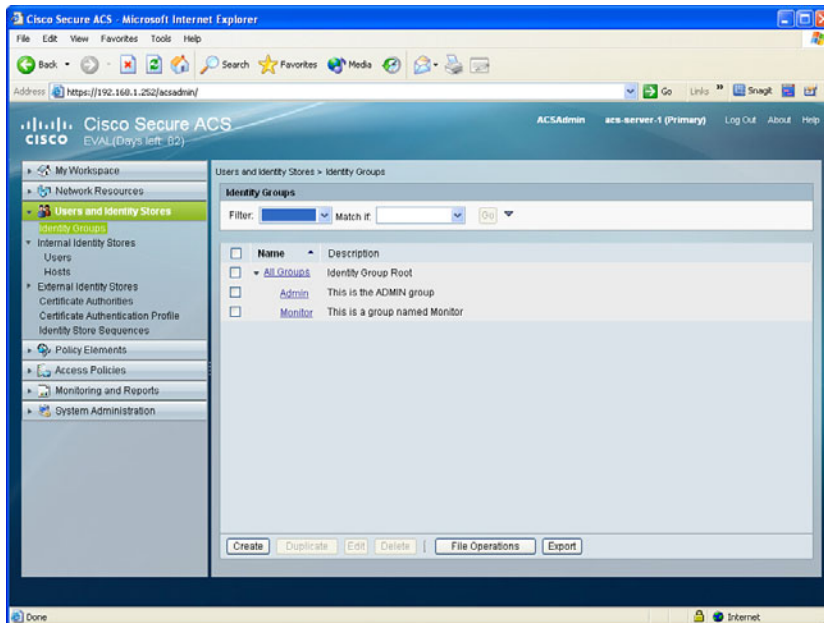 Cisco Secure ACS - Microsoft Internet Explorer
File Edit View Favorites Tools Help
Back Search Favorites Media
Address https://192.168.1.252/acsadmin/ Go Links » SnagIt
Cisco Secure ACS
CISCO EVAL(Days left: 82)
ACSAdmin acs-server-1 (Primary) Log Out About Help
My Workspace
Network Resources
Users and Identity Stores
Identity Groups
Internal Identity Stores
Users
Hosts
External Identity Stores
Certificate Authorities
Certificate Authentication Profile
Identity Store Sequences
Policy Elements
Access Policies
Monitoring and Reports
System Administration
Users and Identity Stores > Identity Groups
Identity Groups
Filter: Match if: Go
Name Description
All Groups Identity Group Root
Admin This is the ADMIN group
Monitor This is a group named Monitor
Create Duplicate Edit Delete | File Operations Export
Done Internet